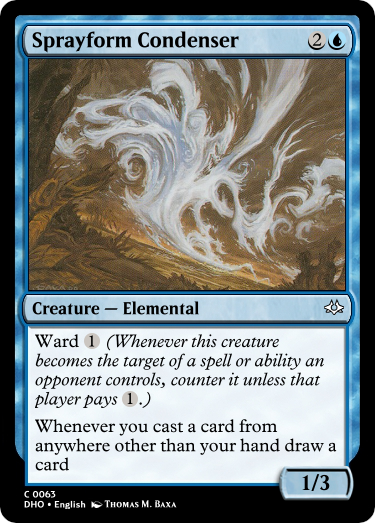 Sprayform Condenser 2
Creature — Elemental
Ward 1 (Whenever this creature
becomes the target of a spell or ability an
opponent controls, counter it unless that
player pays 1.)
Whenever you cast a card from
anywhere other than your hand draw a
card
1/3
C 0063
DHO • English Thomas M. Baxa